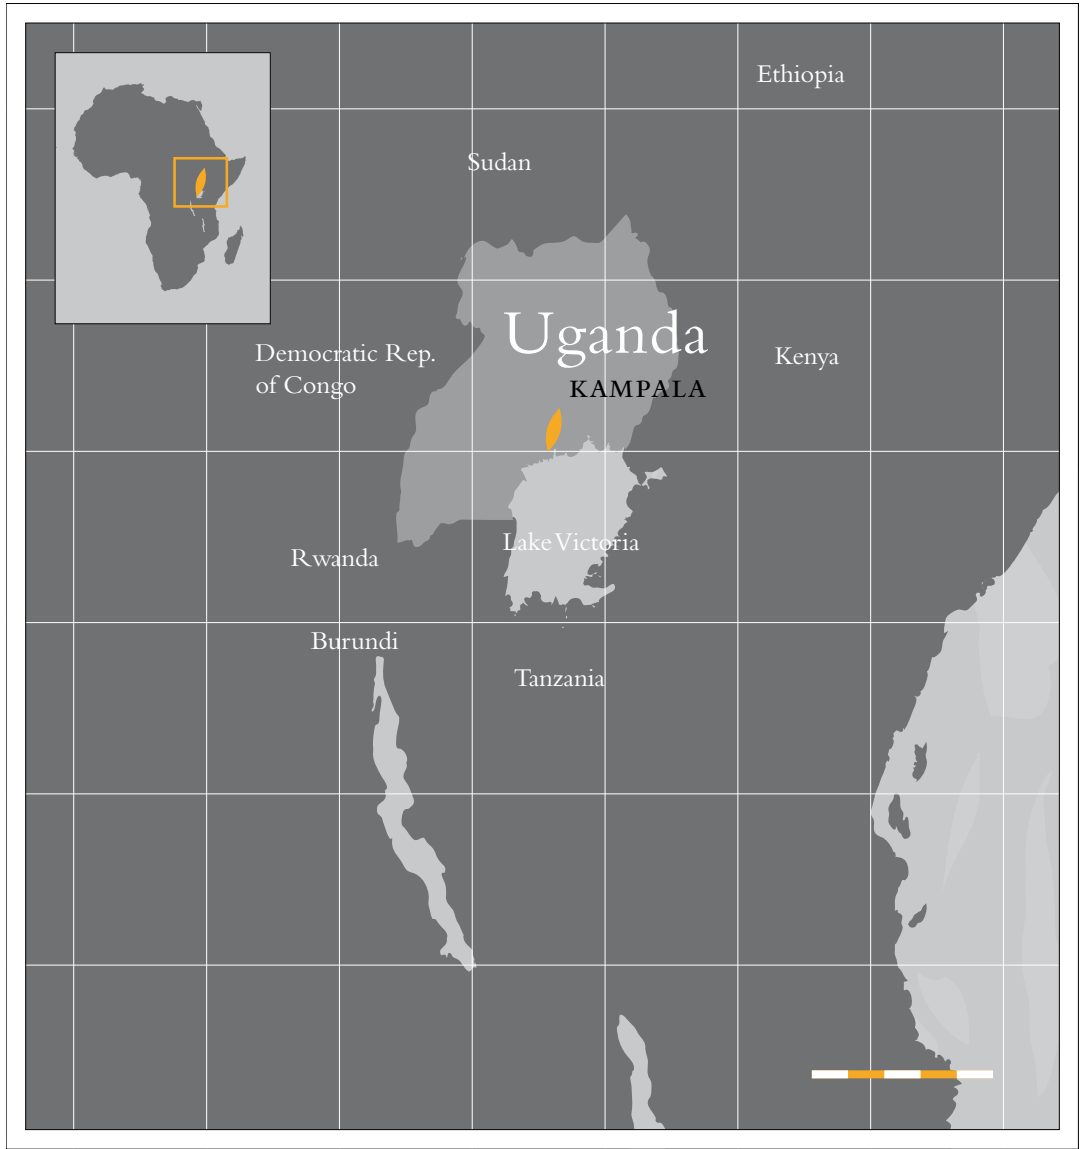 Ethiopia
Sudan
Uganda
Democratic Rep.
of Congo
Kenya
KAMPALA
Lake Victoria
Rwanda
Burundi
Tanzania